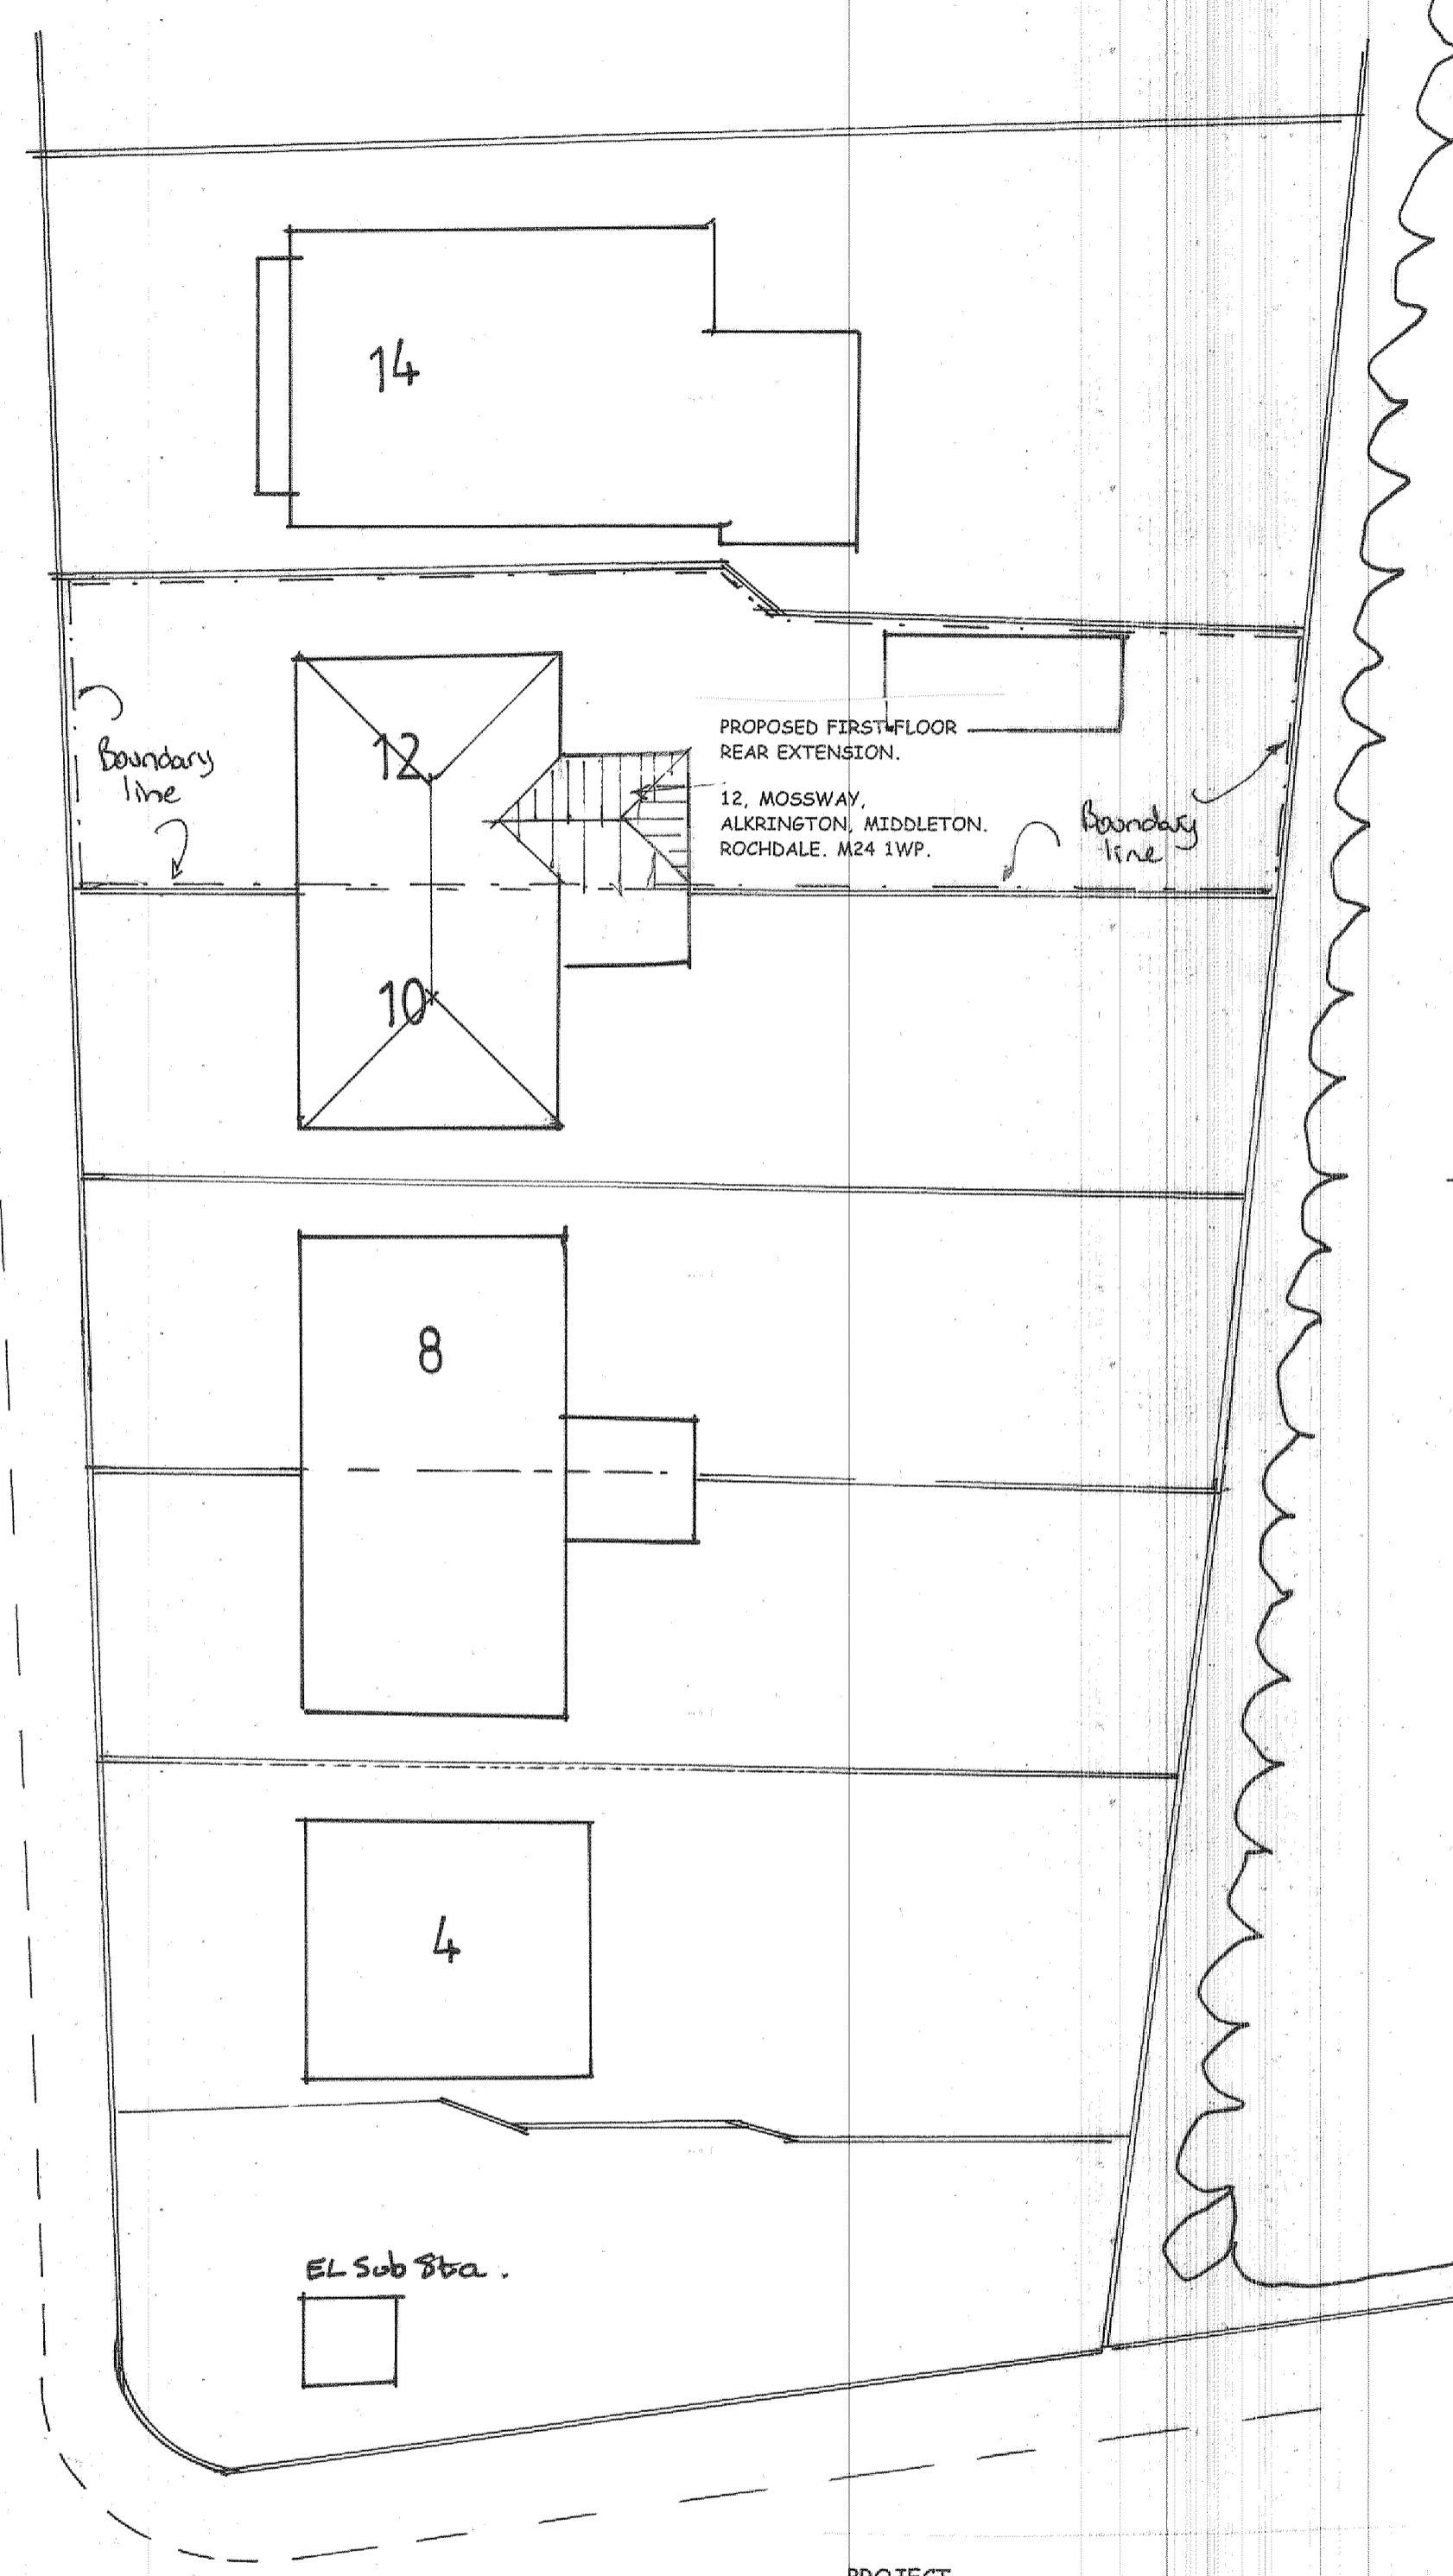 14
12
PROPOSED FIRST FLOOR
REAR EXTENSION.
12, MOSSWAY,
ALKRINGTON, MIDDLETON.
ROCHDALE. M24 1WP.
Boundary
line
Boundary
line
10
8
4
EL Sub Sta.
PROJECT